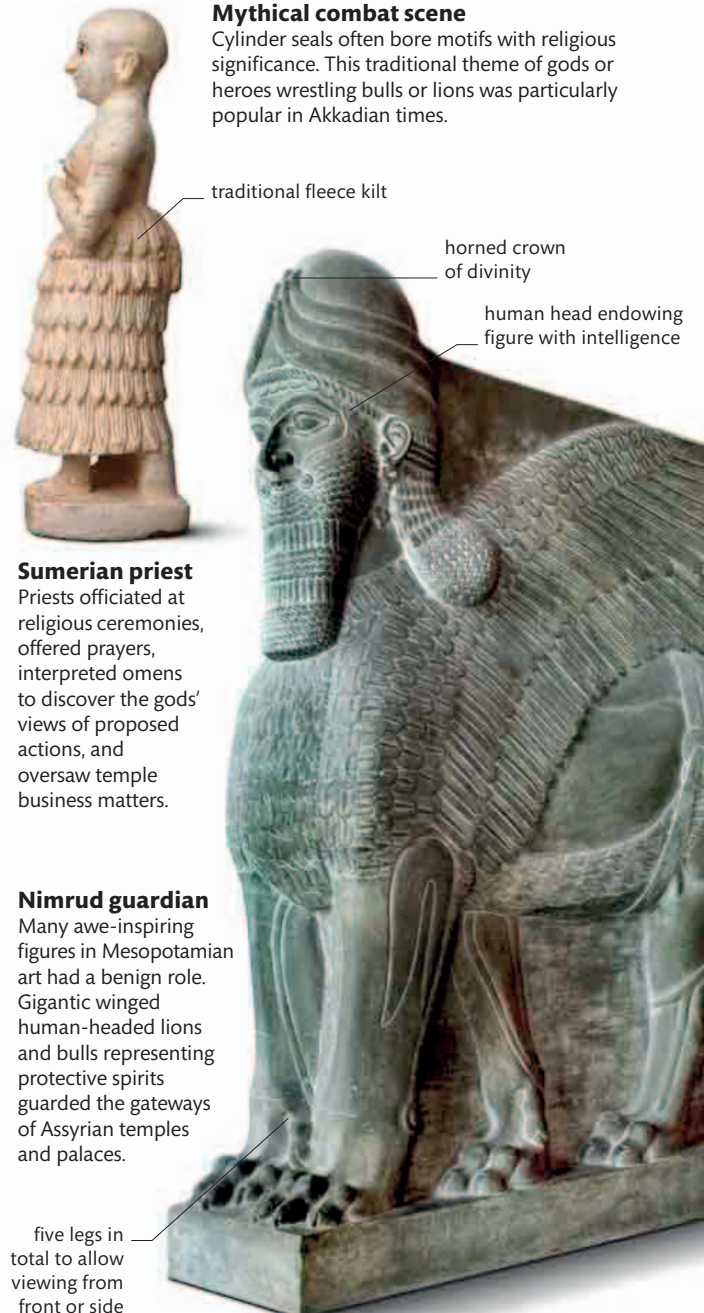 Mythical combat scene
Cylinder seals often bore motifs with religious
significance. This traditional theme of gods or
heroes wrestling bulls or lions was particularly
popular in Akkadian times.
traditional fleece kilt
horned crown
of divinity
human head endowing
figure with intelligence
Sumerian priest
Priests officiated at
religious ceremonies,
offered prayers,
interpreted omens
to discover the gods’
views of proposed
actions, and
oversaw temple
business matters.
Nimrud guardian
Many awe-inspiring
figures in Mesopotamian
art had a benign role.
Gigantic winged
human-headed lions
and bulls representing
protective spirits
guarded the gateways
of Assyrian temples
and palaces.
five legs in
total to allow
viewing from
front or side